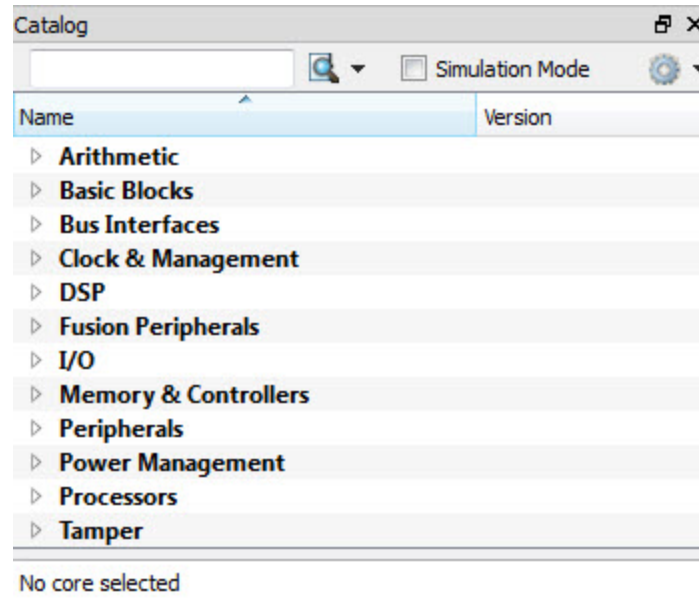 Catalog
Simulation Mode
Name Version
Arithmetic
Basic Blocks
Bus Interfaces
Clock & Management
DSP
Fusion Peripherals
I/O
Memory & Controllers
Peripherals
Power Management
Processors
Tamper
No core selected